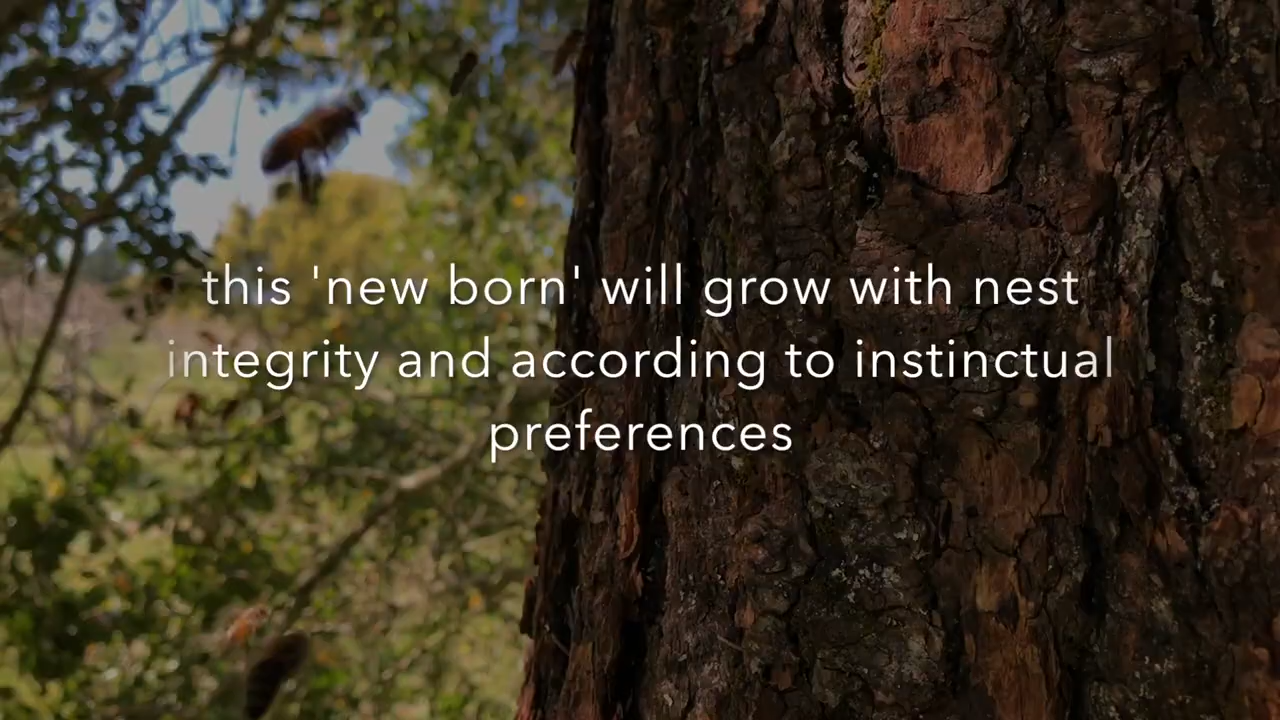 this 'new born' will grow with nest
integrity and according to instinctual
preferences